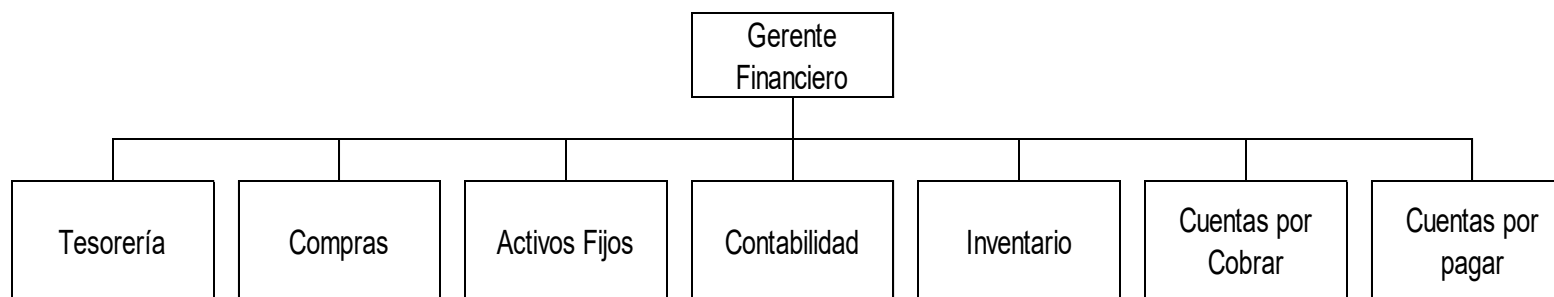 Gerente
Financiero
Tesorería
Compras
Activos Fijos
Contabilidad
Inventario
Cuentas por
Cobrar
Cuentas por
pagar